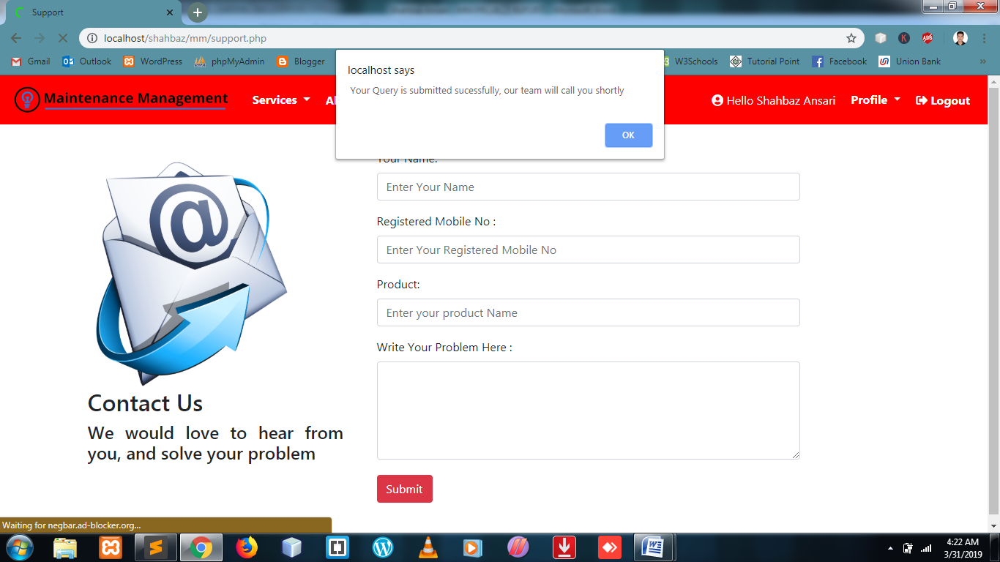 Support
localhost/shahbaz/mm/support.php
K
ADB
Gmail
Outlook
WordPress
phpMyAdmin
Blogger
W3Schools
Tutorial Point
Facebook
Union Bank
»
localhost says
Your Query is submitted sucessfully, our team will call you shortly
OK
Maintenance Management
Services
Hello Shahbaz Ansari
Profile
Logout
Your Name:
Enter Your Name
Registered Mobile No :
Enter Your Registered Mobile No
Product:
Enter your product Name
Write Your Problem Here :
@
Contact Us
We would love to hear from
you, and solve your problem
Submit
Waiting for negbar.ad-blocker.org...
4:22 AM
3/31/2019